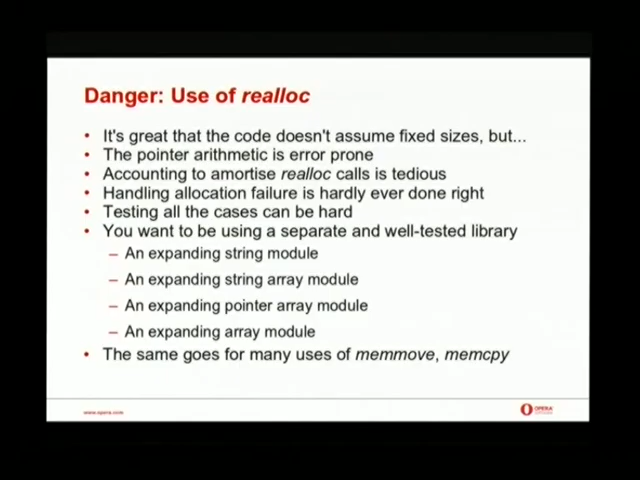 Danger: Use of realloc
• It's great that the code doesn't assume fixed sizes, but...
• The pointer arithmetic is error prone
• Accounting to amortise realloc calls is tedious
• Handling allocation failure is hardly ever done right
• Testing all the cases can be hard
• You want to be using a separate and well-tested library
– An expanding string module
– An expanding string array module
– An expanding pointer array module
– An expanding array module
• The same goes for many uses of memmove, memcpy
www.opera.com
OPERA